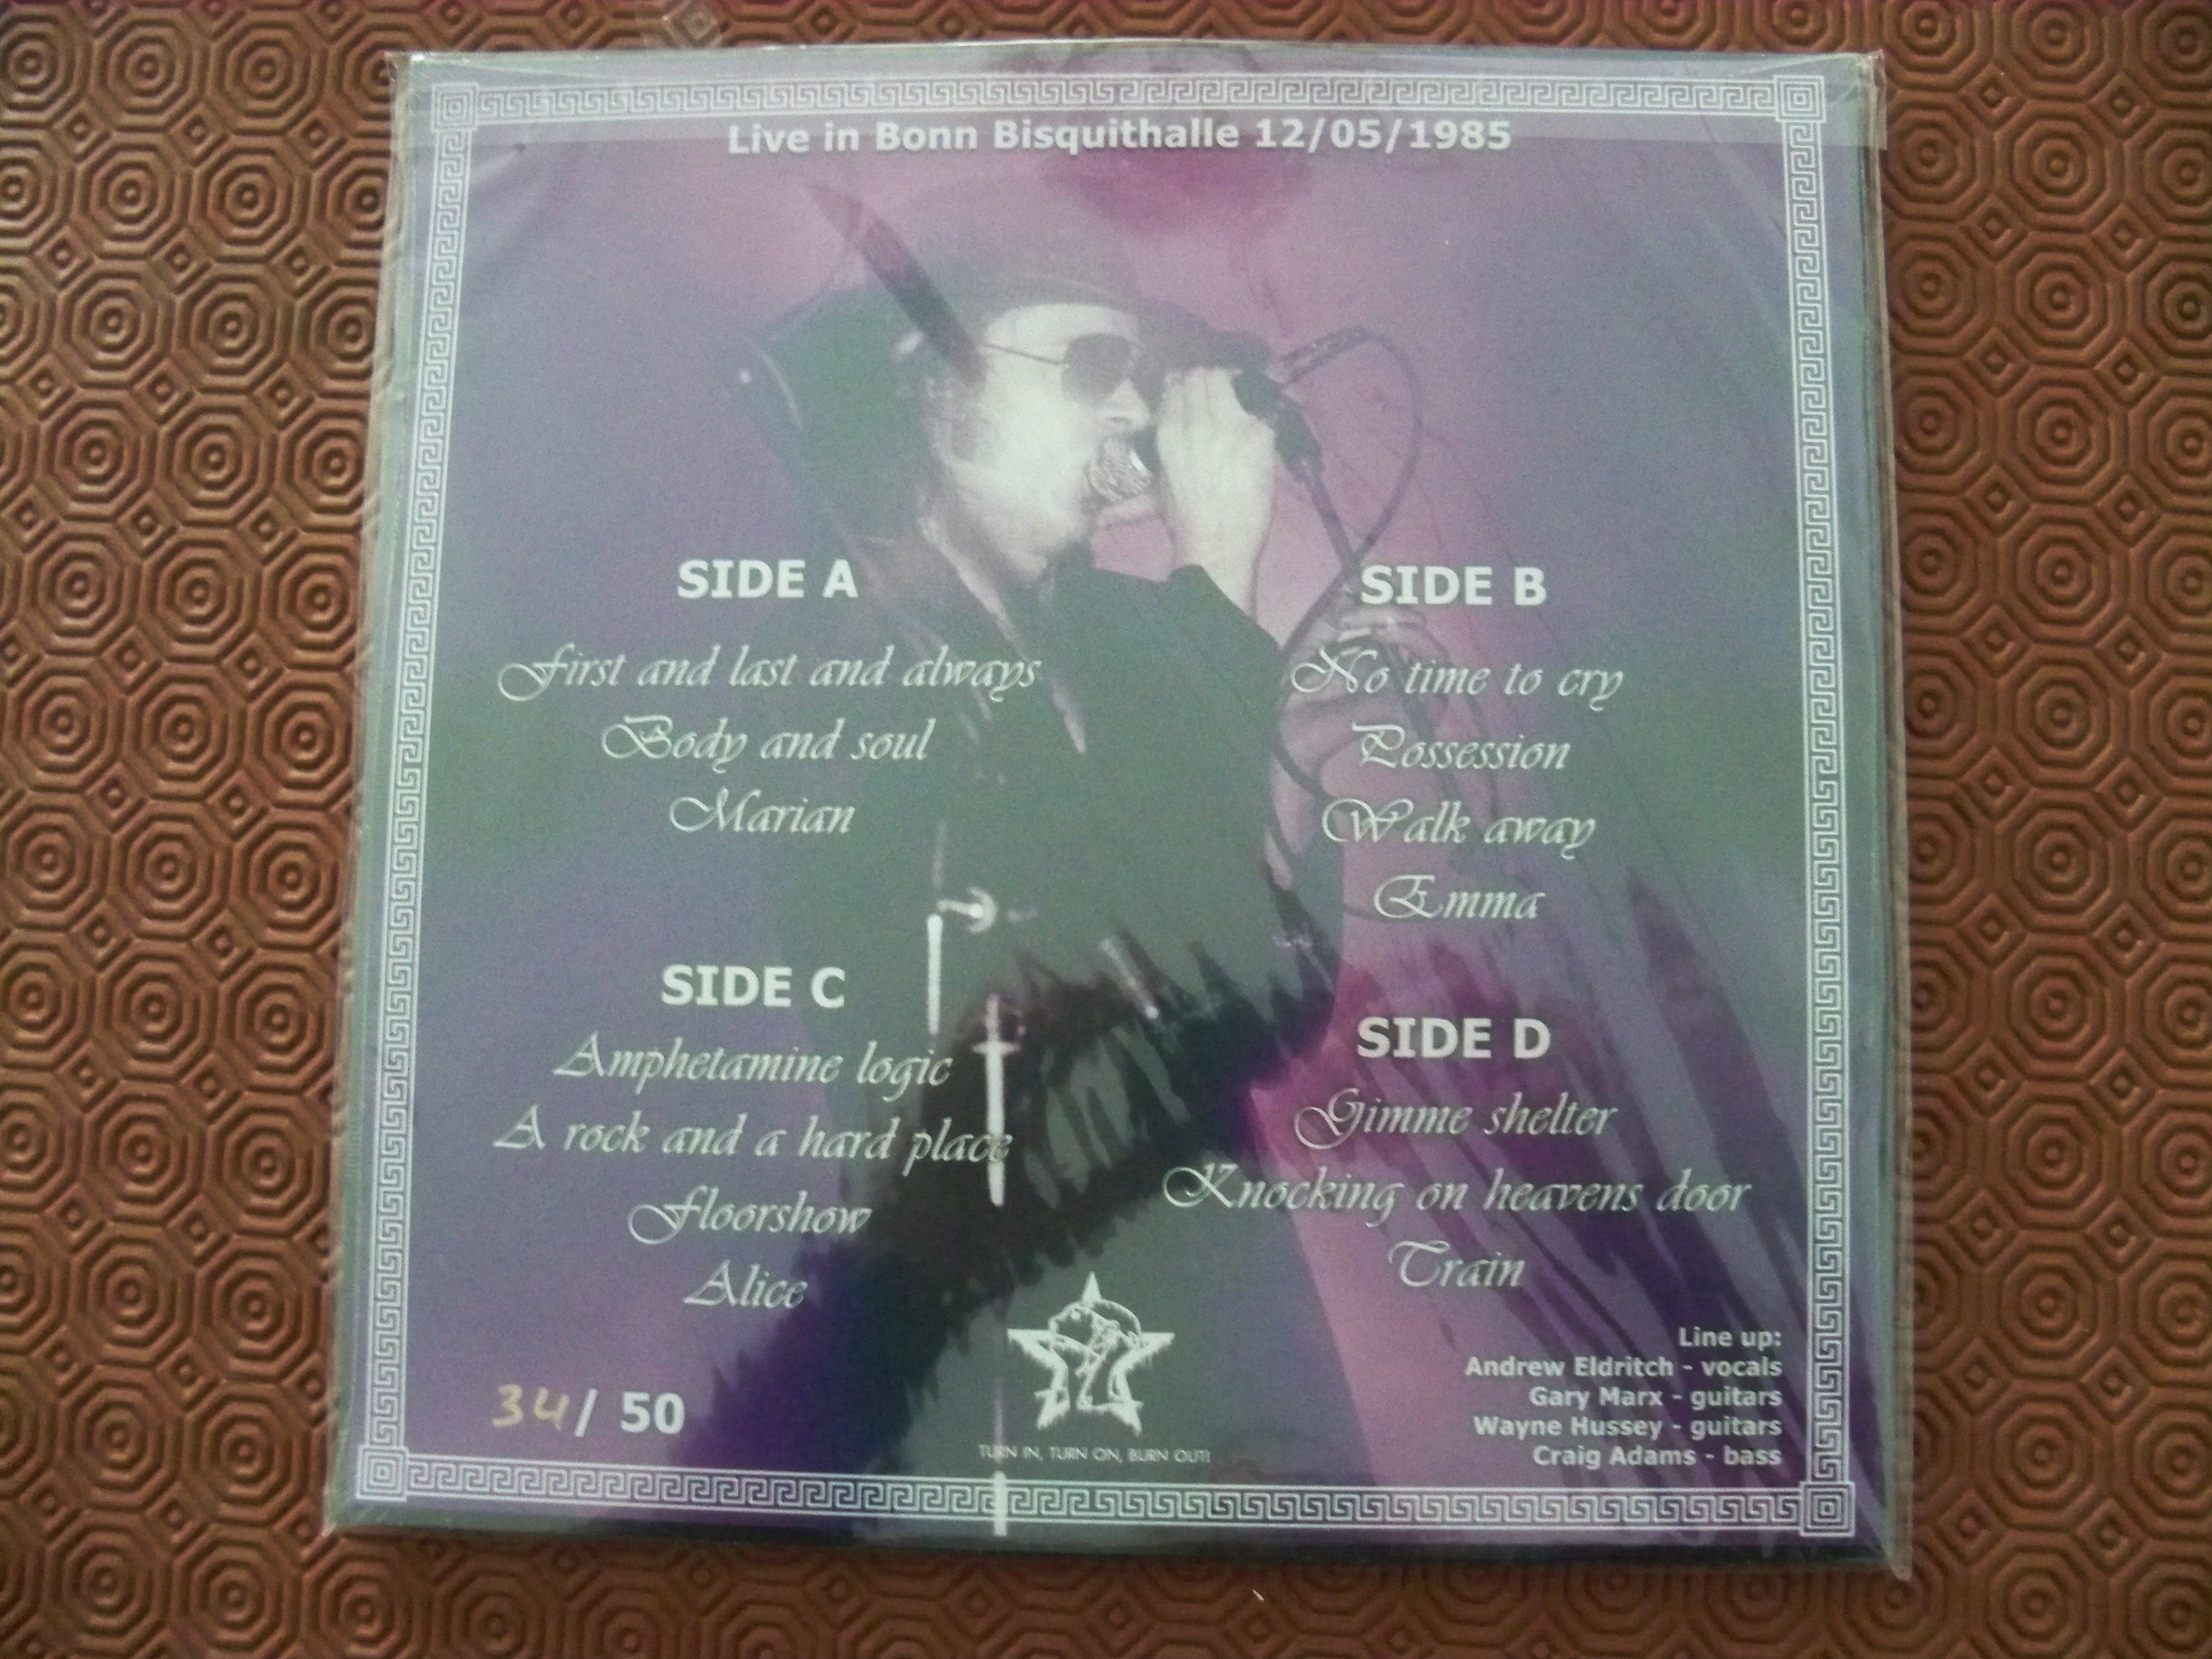 Live in Bonn Bisquithalle 12/05/1985
SIDE A
First and last and always
Body and soul
Marian
SIDE B
No time to cry
Possession
Walk away
Emma
SIDE C
Amphetamine logic
A rock and a hard place
Floorshow
Alice
SIDE D
Gimme shelter
Knocking on heavens door
Train
Line up:
Andrew Eldritch - vocals
Gary Marx - guitars
Wayne Hussey - guitars
Craig Adams - bass
34 / 50
TURN IN, TURN ON, BURN OUT!